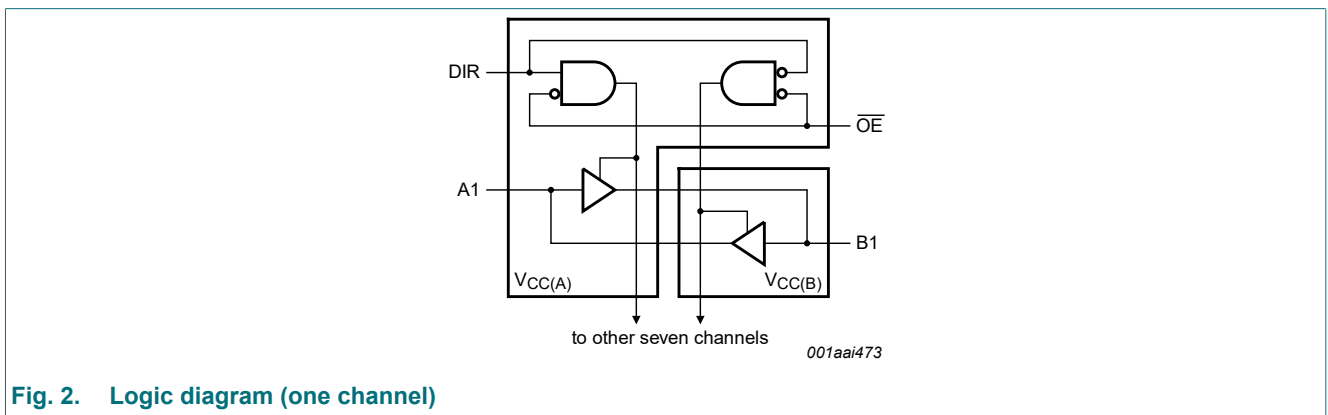 DIR
OE
A1
B1
VCC(A)
VCC(B)
to other seven channels
001aai473
Fig. 2. Logic diagram (one channel)